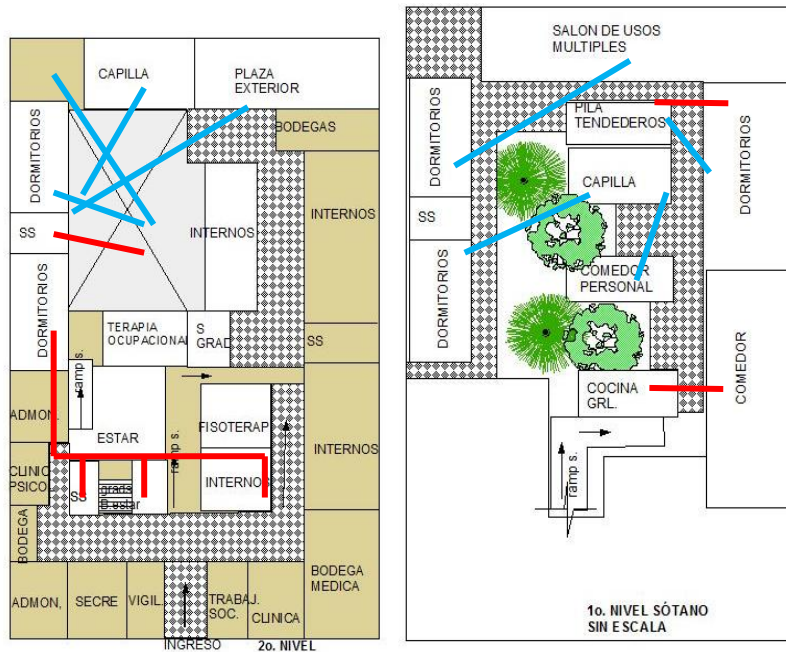 CAPILLA
PLAZA
EXTERIOR
BODEGAS
DORMITORIOS
INTERNOS
INTERNOS
SS
DORMITORIOS
TERAPIA
OCUPACIONA
S
GRAD
SS
ramp s.
ADMON.
ESTAR
FISOTERAP
INTERNOS
CLINIC
PSICO
ramp s.
SS
grada
B.estar
INTERNOS
BODEGA
BODEGA
MEDICA
ADMON,
SECRE
VIGIL.
TRABAJ.
SOC.
CLINICA
INGRESO
2o. NIVEL
SALON DE USOS
MULTIPLES
PILA
TENDEDEROS
DORMITORIOS
DORMITORIOS
CAPILLA
SS
DORMITORIOS
COMEDOR
PERSONAL
COMEDOR
COCINA
GRL.
ramp s.
1o. NIVEL SÓTANO
SIN ESCALA